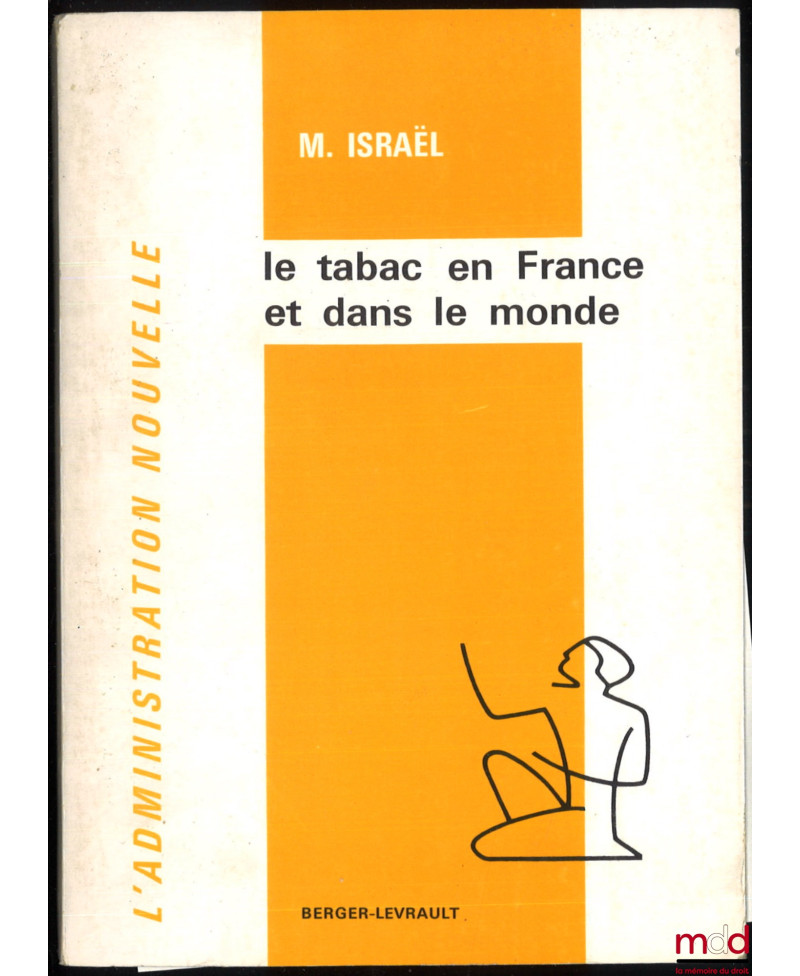 M. ISRAËL
le tabac en France
et dans le monde
L'ADMINISTRATION NOUVELLE
BERGER-LEVRAULT
mdd
la mémoire du droit